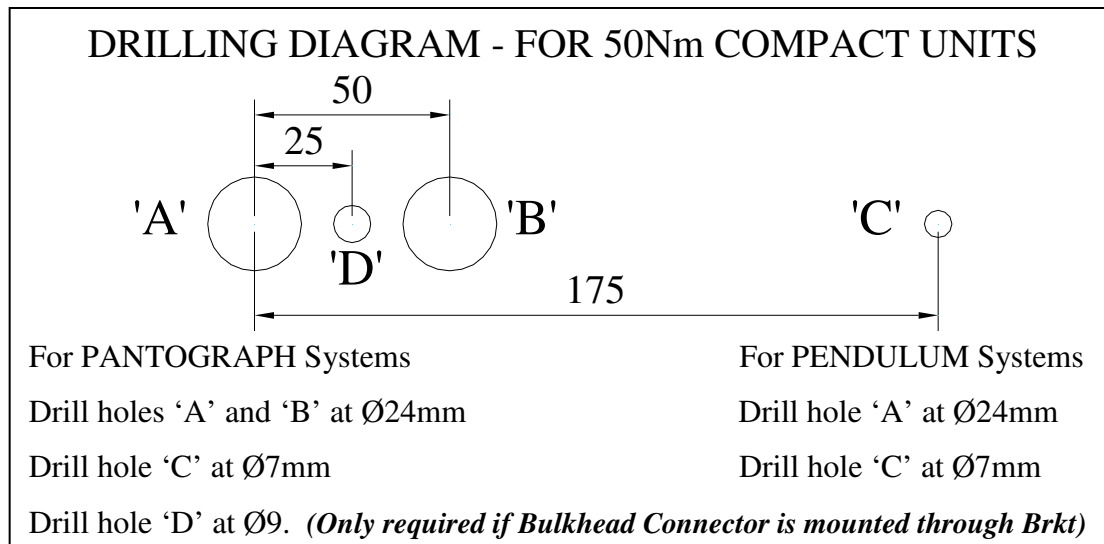 DRILLING DIAGRAM - FOR 50Nm COMPACT UNITS
50
25
'A'
'D'
'B'
'C'
175
For PANTOGRAPH Systems
For PENDULUM Systems
Drill holes ‘A’ and ‘B’ at Ø24mm
Drill hole ‘A’ at Ø24mm
Drill hole ‘C’ at Ø7mm
Drill hole ‘C’ at Ø7mm
Drill hole ‘D’ at Ø9. (Only required if Bulkhead Connector is mounted through Brkt)